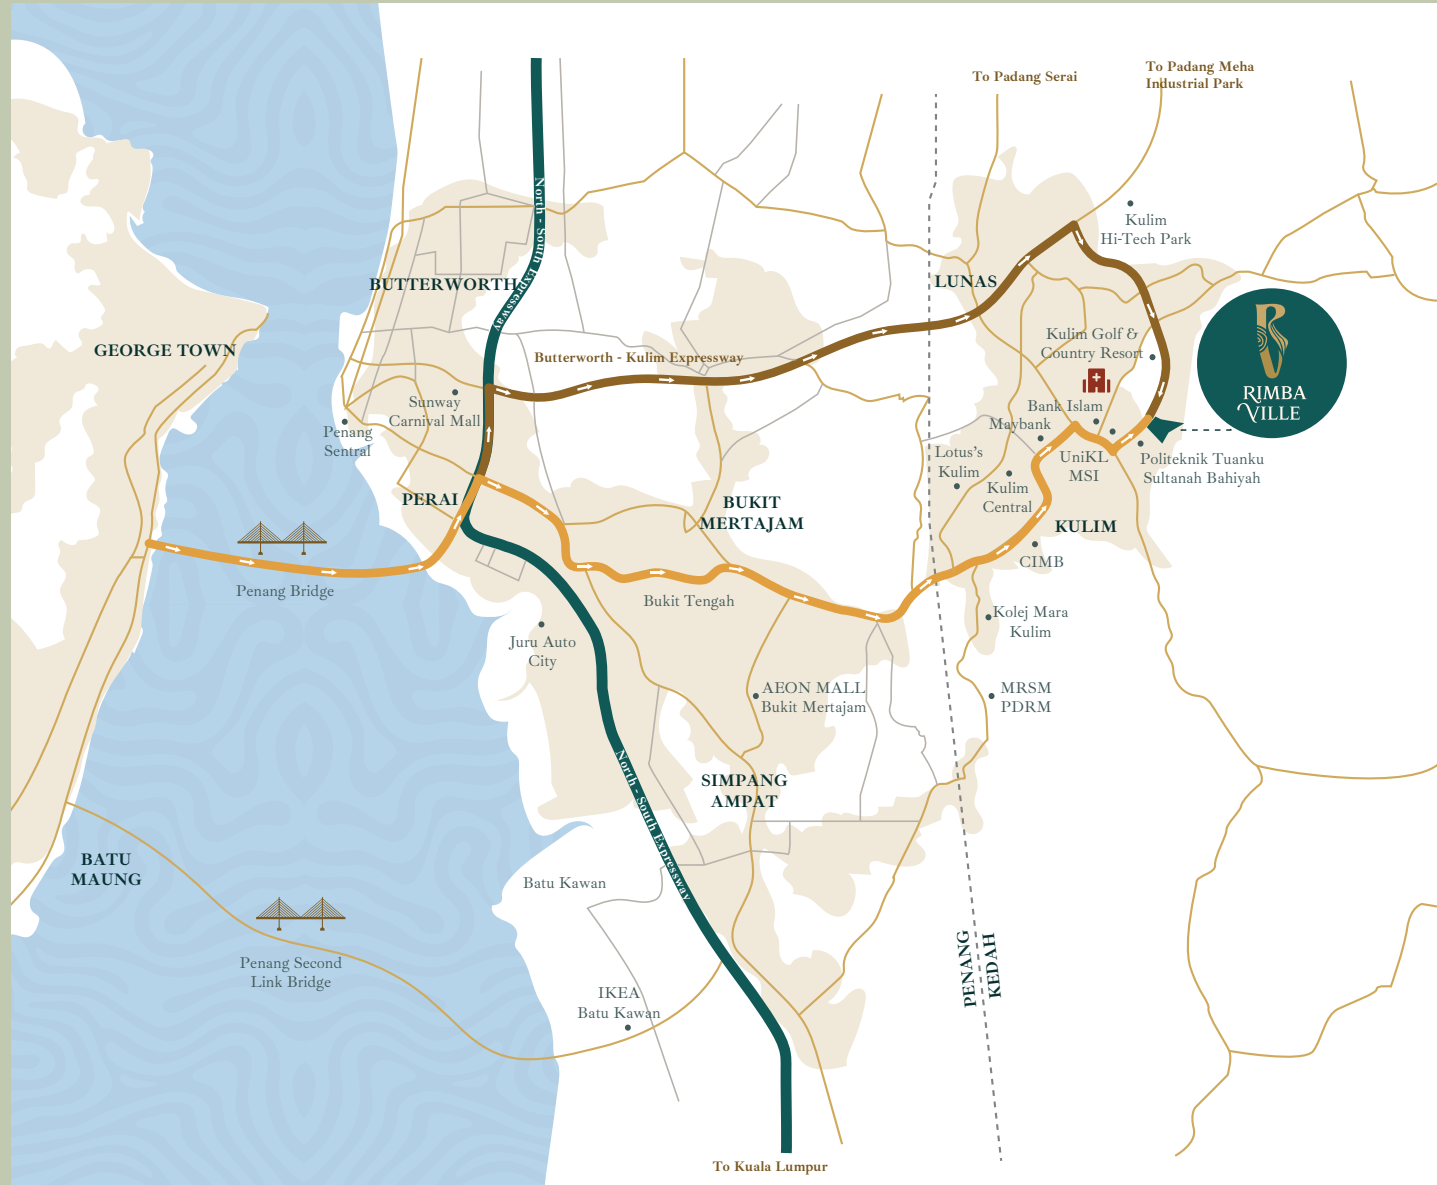 To Padang Serai
To Padang Meha
Industrial Park
North - South Expressway
Kulim
Hi-Tech Park
BUTTERWORTH
LUNAS
GEORGE TOWN
Butterworth - Kulim Expressway
Kulim Golf &
Country Resort
RIMBA
VILLE
Sunway
Carnival Mall
Bank Islam
Maybank
Penang
Sentral
Lotus's
Kulim
UniKL
MSI
Politeknik Tuanku
Sultanah Bahiyah
Kulim
Central
PERAI
BUKIT
MERTAJAM
KULIM
CIMB
Penang Bridge
Bukit Tengah
Kolej Mara
Kulim
Juru Auto
City
AEON MALL
Bukit Mertajam
MRSM
PDRM
North - South Expressway
SIMPANG
AMPAT
BATU
MAUNG
Batu Kawan
PENANG
KEDAH
Penang Second
Link Bridge
IKEA
Batu Kawan
To Kuala Lumpur